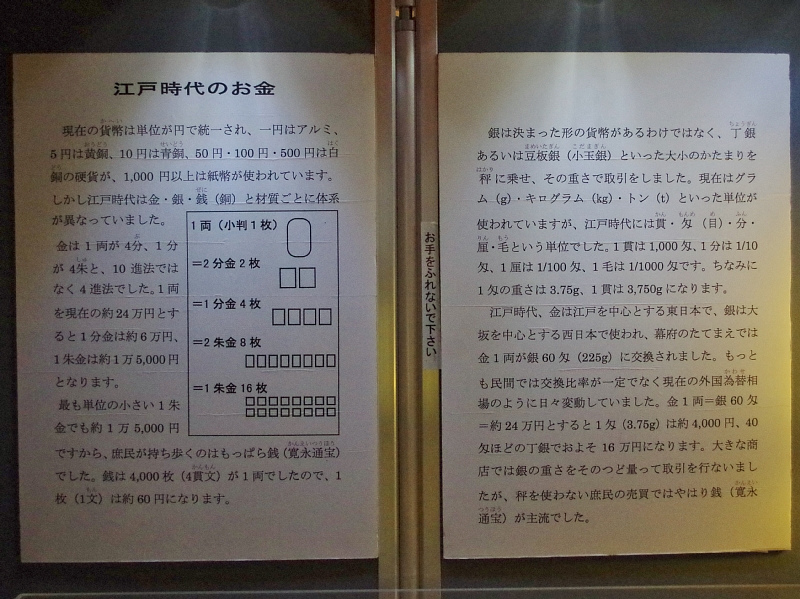 江戸時代のお金
現在の貨幣は単位が円で統一され、一円はアルミ、
5円は黄銅、10円は青銅、50円・100円・500円は白
銅の硬貨が、1,000円以上は紙幣が使われています。
しかし江戸時代は金・銀・銭（銅）と材質ごとに体系
が異なっていました。
金は1両が4分、1分
が4朱と、10進法では
なく4進法でした。1両
を現在の約24万円とす
ると1分金は約6万円、
1朱金は約1万5,000円
となります。
最も単位の小さい1朱
金でも約1万5,000円
ですから、庶民が持ち歩くのはもっぱら銭（寛永通宝）
でした。銭は4,000枚（4貫文）が1両でしたので、1
枚（1文）は約60円になります。
1両（小判1枚）
＝2分金2枚
＝1分金4枚
＝2朱金8枚
＝1朱金16枚
お手をふれないで下さい
銀は決まった形の貨幣があるわけではなく、丁銀
あるいは豆板銀（小玉銀）といった大小のかたまりを
秤に乗せ、その重さで取引をしました。現在はグラ
ム（g）・キログラム（kg）・トン（t）といった単位が
使われていますが、江戸時代には貫・匁（目）・分・
厘・毛という単位でした。1貫は1,000匁、1分は1/10
匁、1厘は1/100匁、1毛は1/1000匁です。ちなみに
1匁の重さは3.75g、1貫は3,750gになります。
江戸時代、金は江戸を中心とする東日本で、銀は大
坂を中心とする西日本で使われ、幕府のたてまえでは
金1両が銀60匁（225g）に交換されました。もっと
も民間では交換比率が一定でなく現在の外国為替相
場のように日々変動していました。金1両＝銀60匁
＝約24万円とすると1匁（3.75g）は約4,000円、40
匁ほどの丁銀でおよそ16万円になります。大きな商
店では銀の重さをそのつど量って取引を行ないまし
たが、秤を使わない庶民の売買ではやはり銭（寛永
通宝）が主流でした。